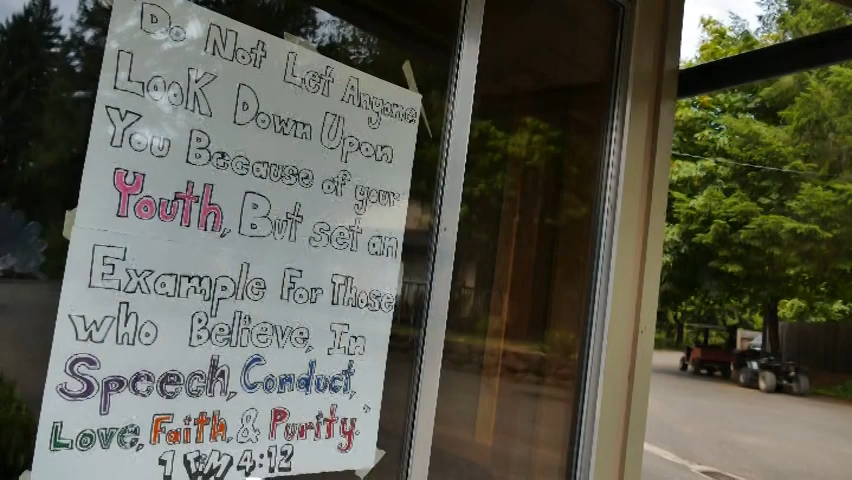 Do Not Let Anyone
Look Down Upon
You Because of your
Youth, But set an
Example For Those
who Believe, In
Speech, Conduct,
Love, Faith, & Purity."
1 TiM 4:12